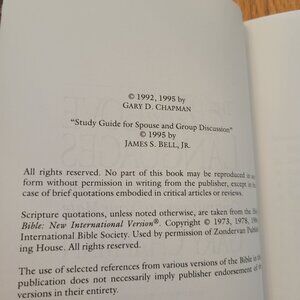 © 1992, 1995 by
GARY D. CHAPMAN
"Study Guide for Spouse and Group Discussion"
© 1995 by
JAMES S. BELL, JR.
All rights reserved. No part of this book may be reproduced in any
form without permission in writing from the publisher, except in the
case of brief quotations embodied in critical articles or reviews.
Scripture quotations, unless noted otherwise, are taken from the
Bible: New International Version®. Copyright © 1973, 1978,
International Bible Society. Used by permission of Zondervan Publish-
ing House. All rights reserved.
The use of selected references from various versions of the Bible in
publication does not necessarily imply publisher endorsement of
versions in their entirety.